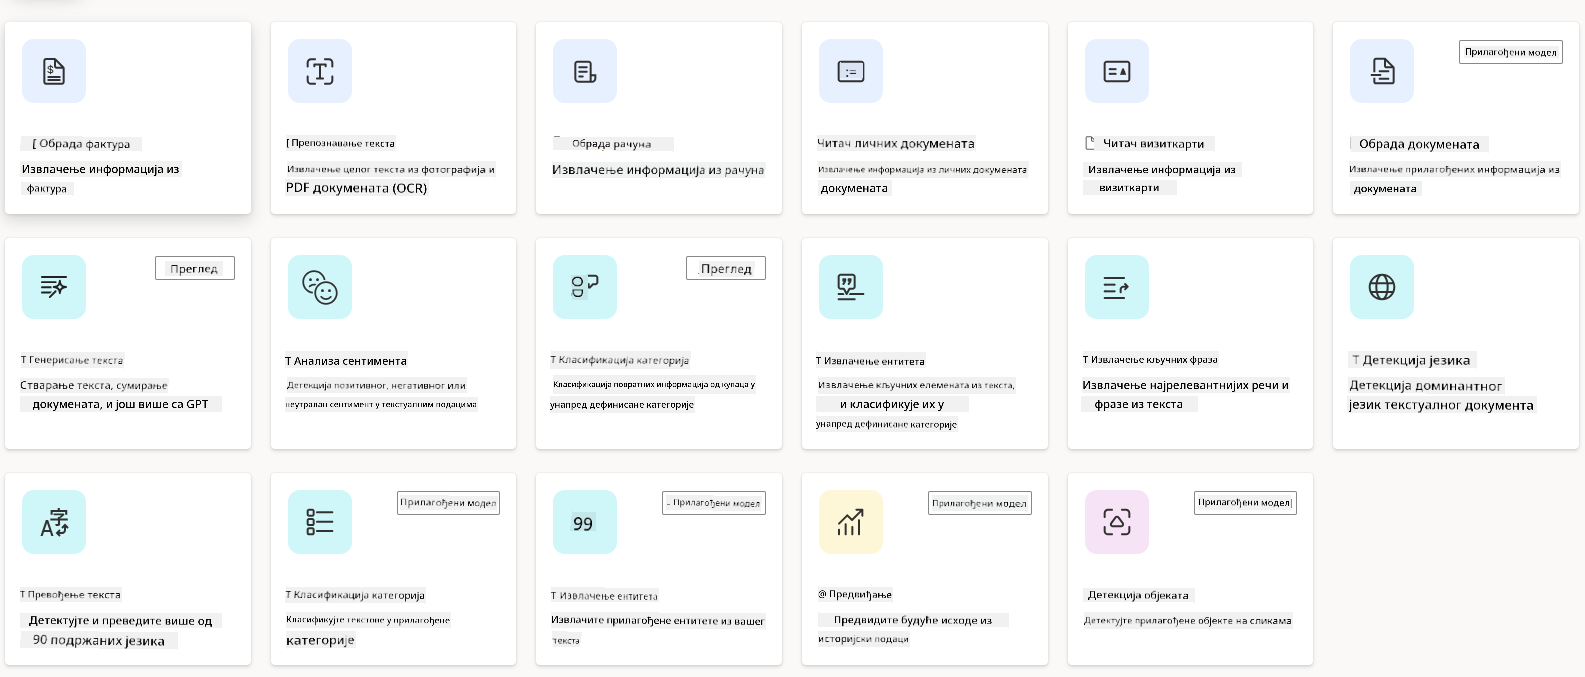 Прилагођени модел
[ Обрада фактура
Извлачење информација из
фактура
[ Препознавање текста
Извлачење целог текста из фотографија и
PDF докумената (OCR)
Обрада рачуна
Извлачење информација из рачуна
Читач личних докумената
Извлачење информација из личних докумената
докумената
Читач визиткарти
Извлачење информација из
визиткарти
Обрада докумената
Извлачење прилагођених информација из
докумената
Преглед
Преглед
T Генерисање текста
Стварање текста, сумирање
докумената, и још више са GPT
T Анализа сентимента
Детекција позитивног, негативног или
неутралан сентимент у текстуалним подацима
T Класификација категорија
Класификација повратних информација од купаца у
унапред дефинисане категорије
T Извлачење ентитета
Извлачење кључних елемената из текста,
и класификује их у
унапред дефинисане категорије
T Извлачење кључних фраза
Извлачење најрелевантнијих речи и
фразе из текста
T Детекција језика
Детекција доминантног
језик текстуалног документа
Прилагођени модел
Прилагођени модел
Прилагођени модел
Прилагођени модел
T Превођење текста
Детектујте и преведите више од
90 подржаних језика
T Класификација категорија
Класификујте текстове у прилагођене
категорије
99
T Извлачење ентитета
Извлачите прилагођене ентитете из вашег
текста
@ Предвиђање
Предвидите будуће исходе из
историјски подаци
Детекција објеката
Детектујте прилагођене објекте на сликама